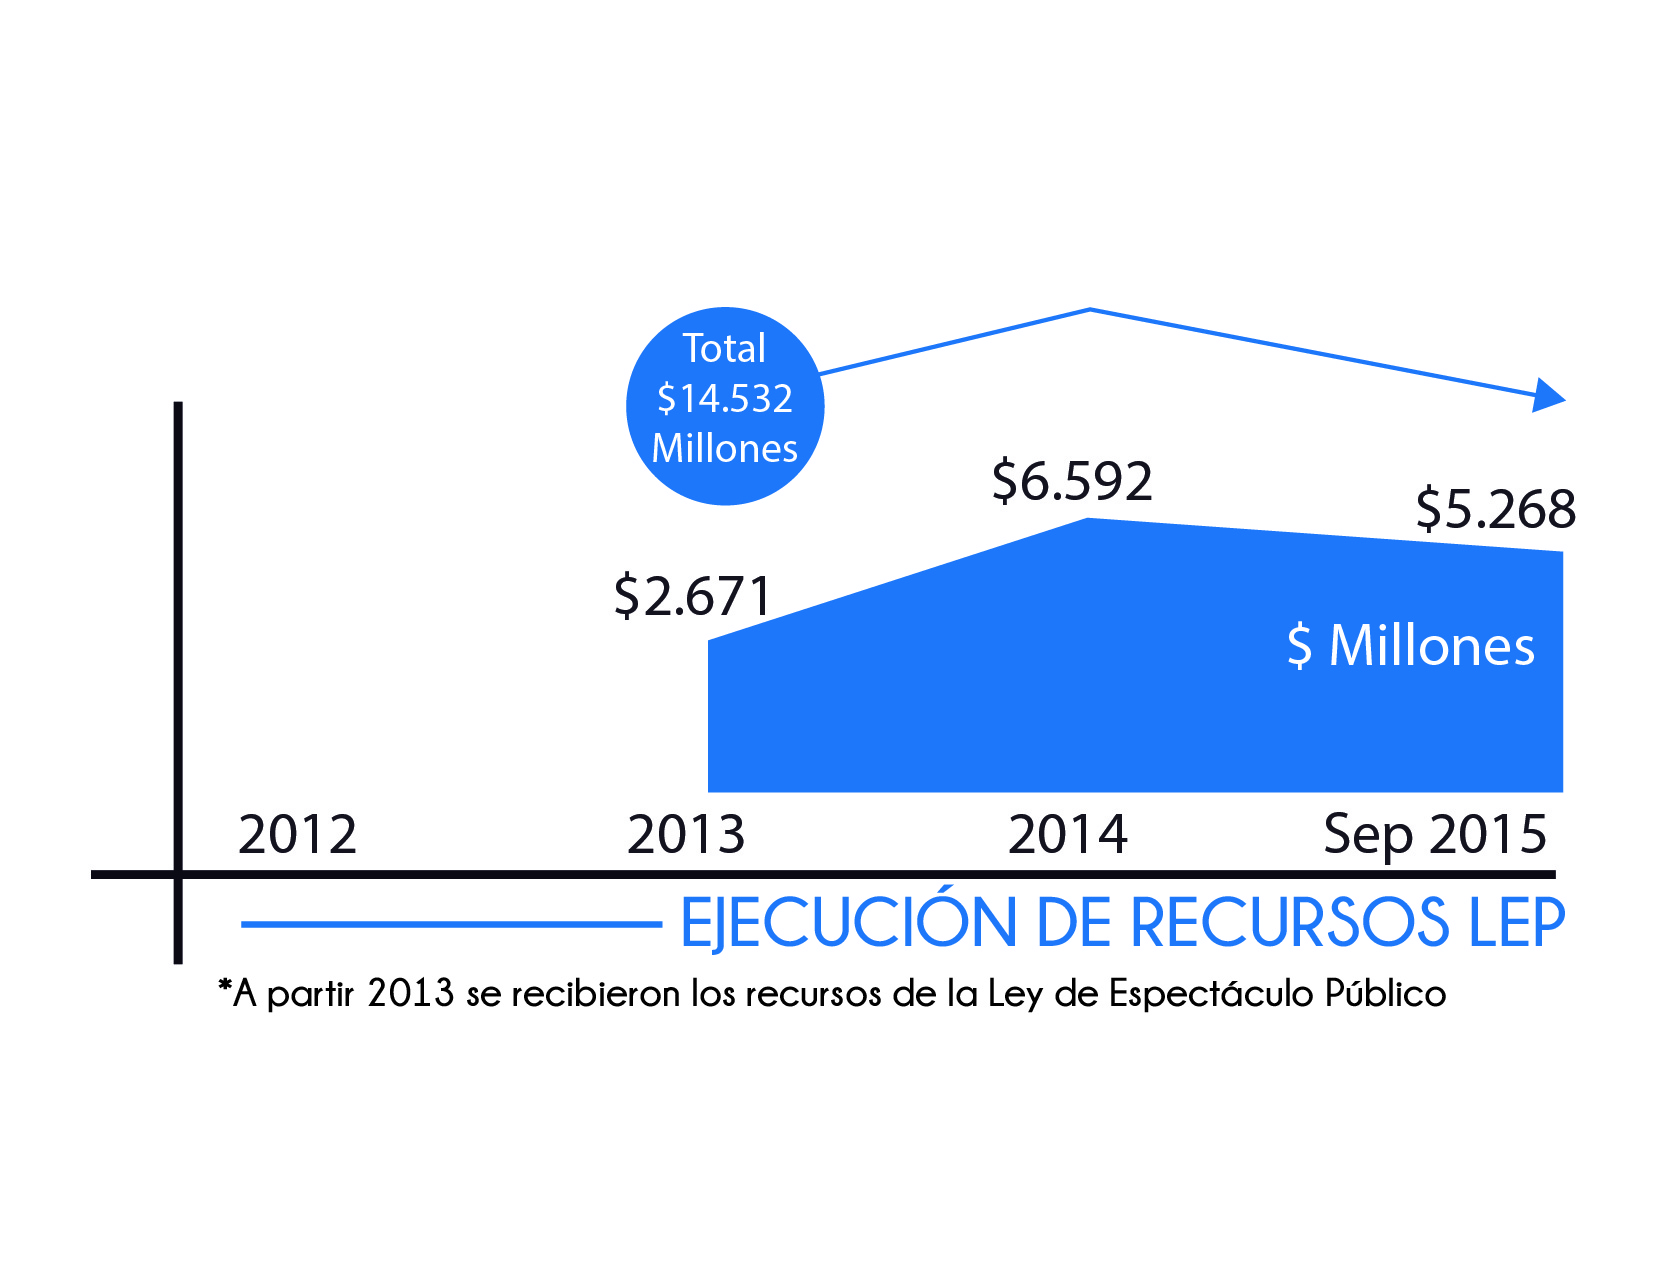 Total
$14.532
Millones
$6.592
$5.268
$2.671
$ Millones
2012 2013 2014 Sep 2015
EJECUCIÓN DE RECURSOS LEP
*A partir 2013 se recibieron los recursos de la Ley de Espectáculo Público